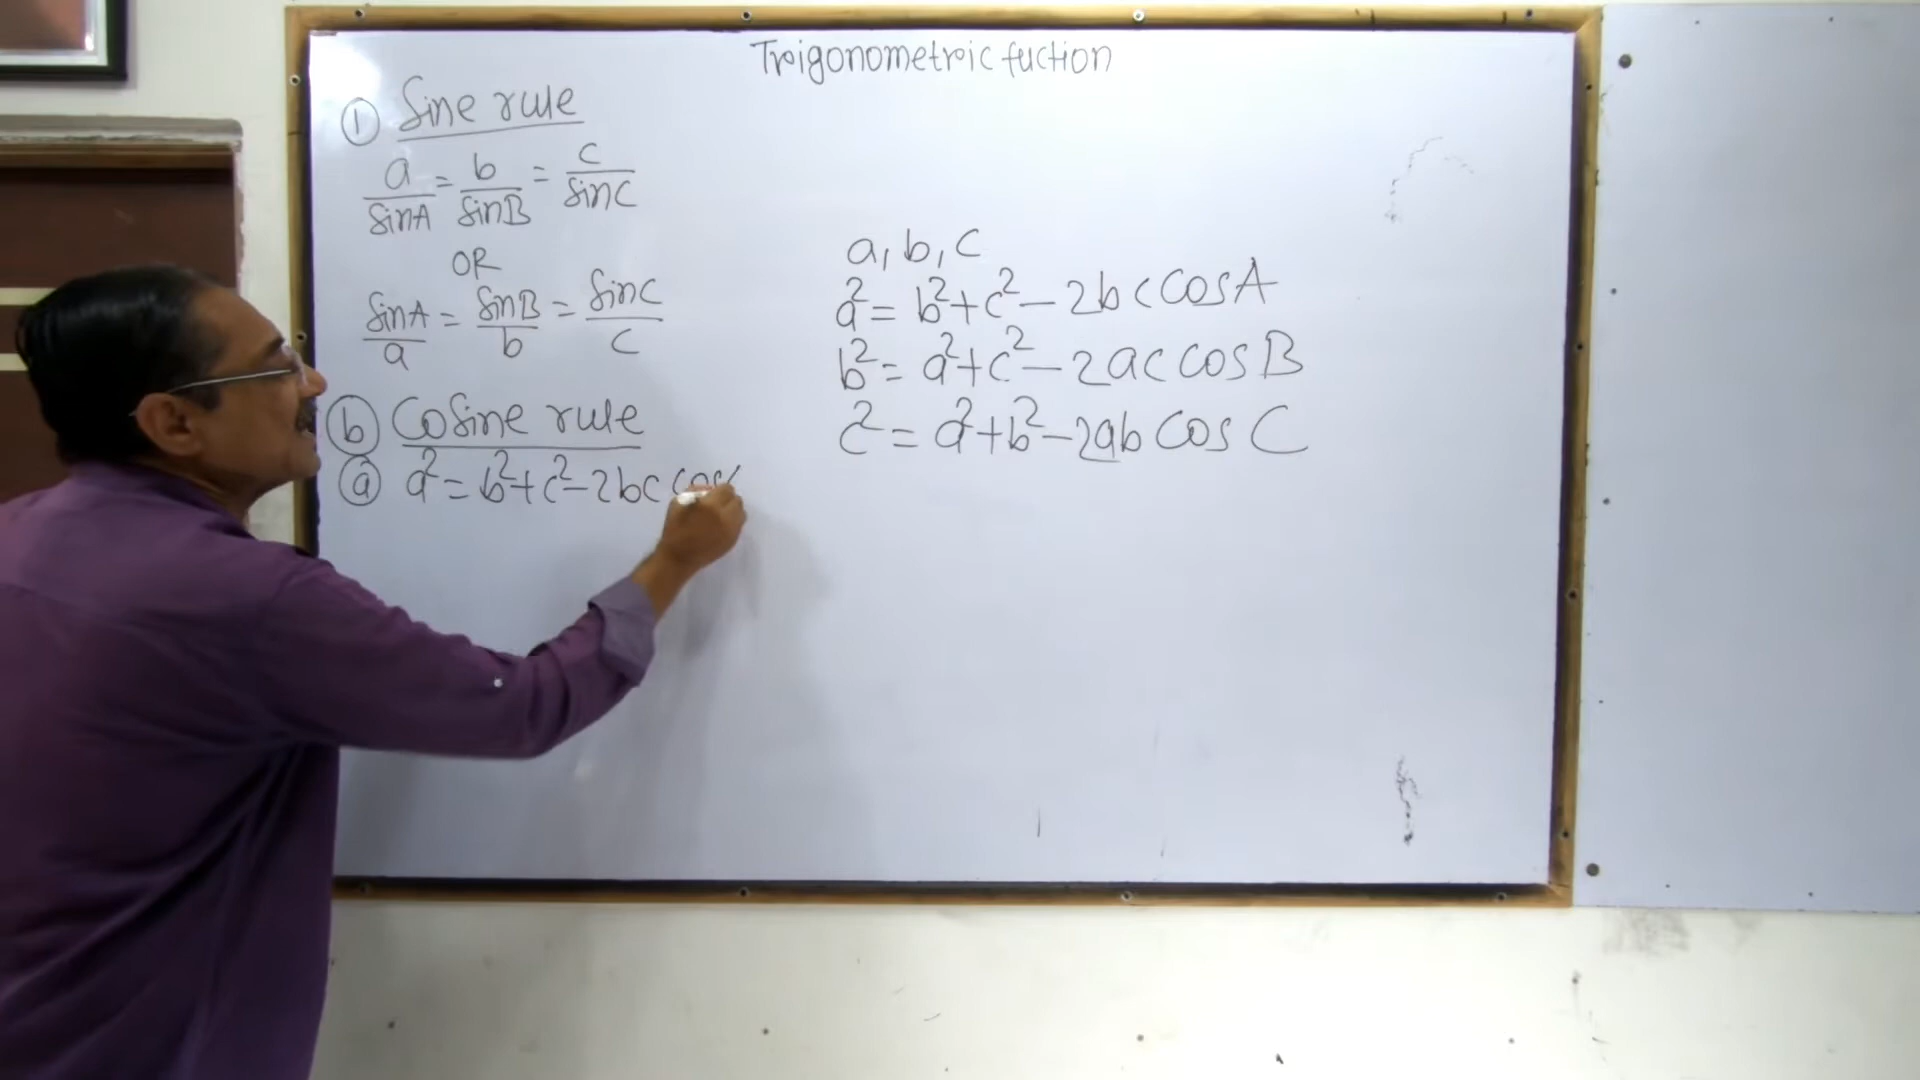 Trigonometric fuction
① Sine rule
a/sinA = b/sinB = c/sinC
OR
sinA/a = sinB/b = sinC/c
ⓑ Cosine rule
ⓐ a² = b²+c²-2bc cos
a, b, c
a² = b²+c²-2bc cosA
b² = a²+c²-2ac cosB
c² = a²+b²-2ab cos C